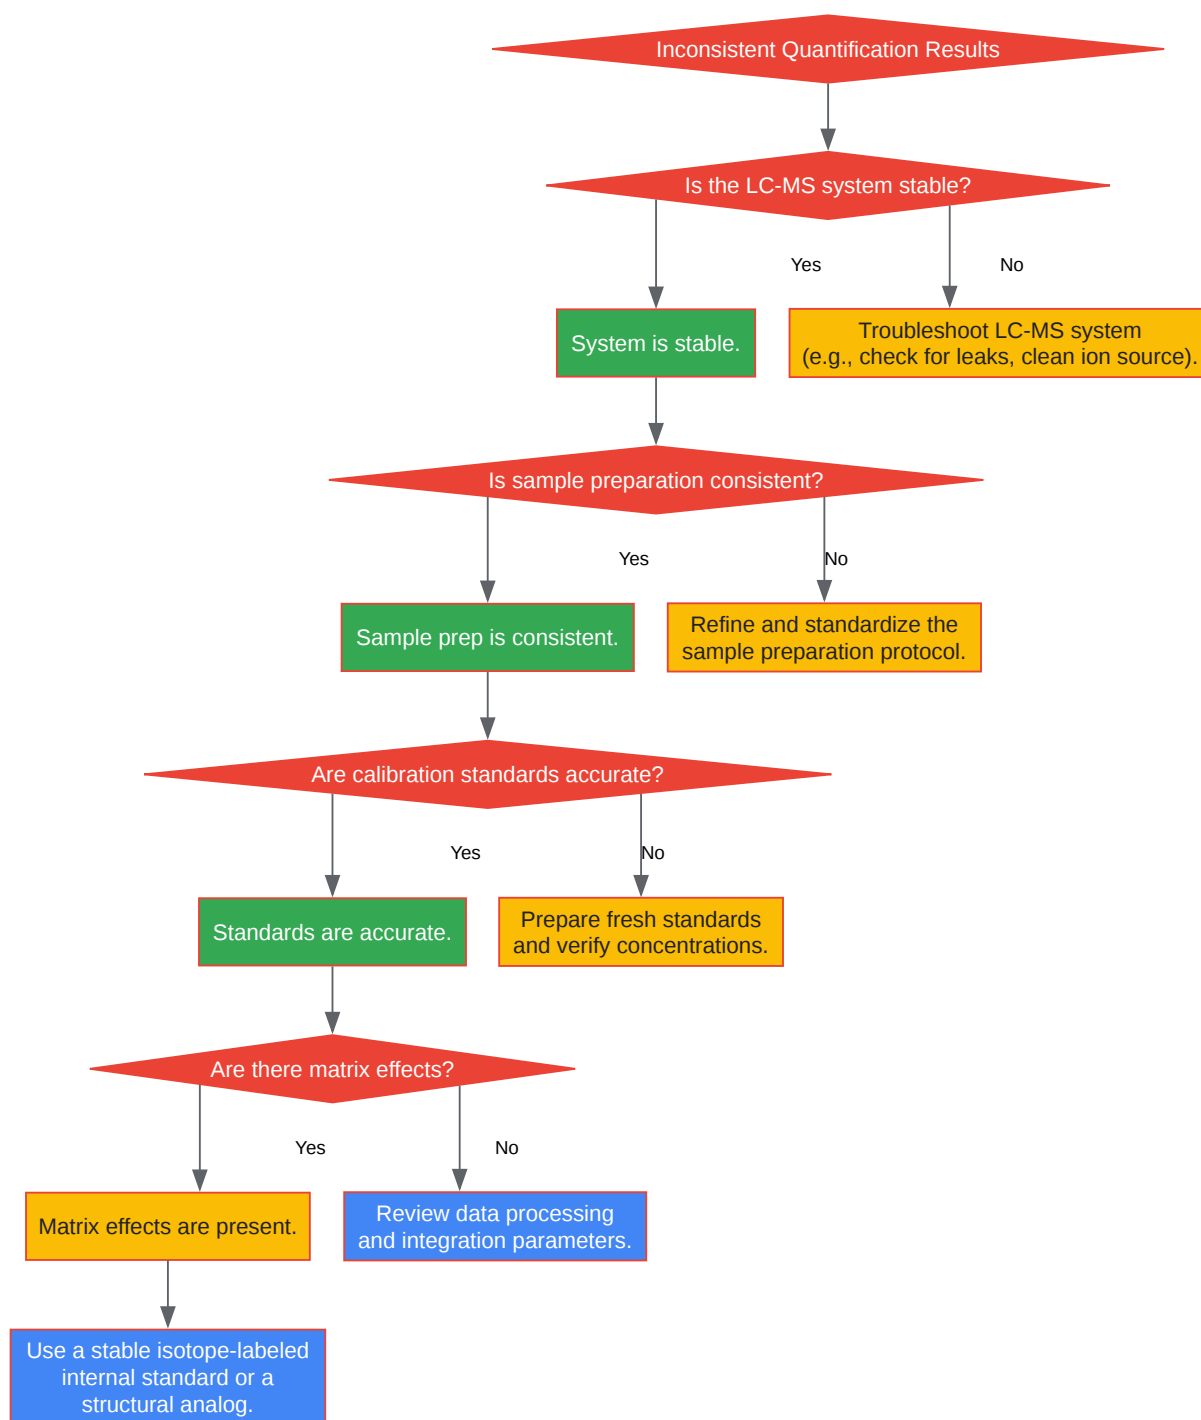 Inconsistent Quantification Results
Is the LC-MS system stable?
Yes
No
System is stable.
Troubleshoot LC-MS system
(e.g., check for leaks, clean ion source).
Is sample preparation consistent?
Yes
No
Sample prep is consistent.
Refine and standardize the
sample preparation protocol.
Are calibration standards accurate?
Yes
No
Standards are accurate.
Prepare fresh standards
and verify concentrations.
Are there matrix effects?
Yes
No
Matrix effects are present.
Review data processing
and integration parameters.
Use a stable isotope-labeled
internal standard or a
structural analog.